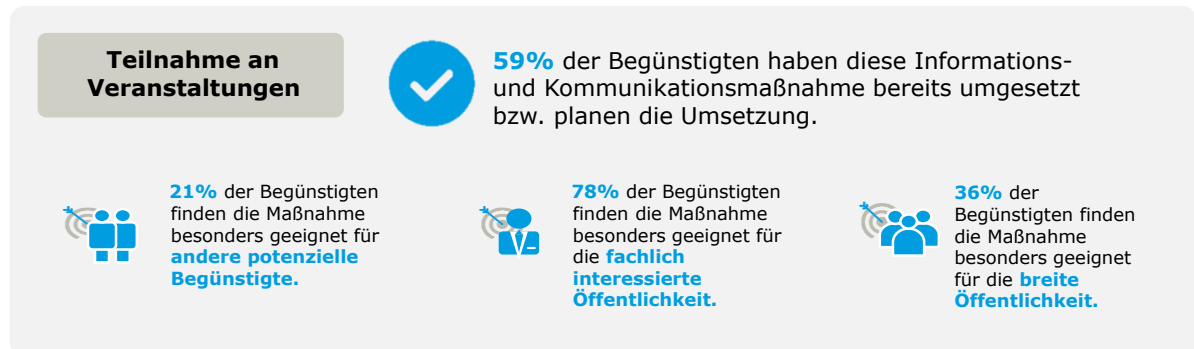 Teilnahme an
Veranstaltungen
59% der Begünstigten haben diese Informations-
und Kommunikationsmaßnahme bereits umgesetzt
bzw. planen die Umsetzung.
21% der Begünstigten
finden die Maßnahme
besonders geeignet für
andere potenzielle
Begünstigte.
78% der Begünstigten
finden die Maßnahme
besonders geeignet für
die fachlich
interessierte
Öffentlichkeit.
36% der
Begünstigten finden
die Maßnahme
besonders geeignet
für die breite
Öffentlichkeit.